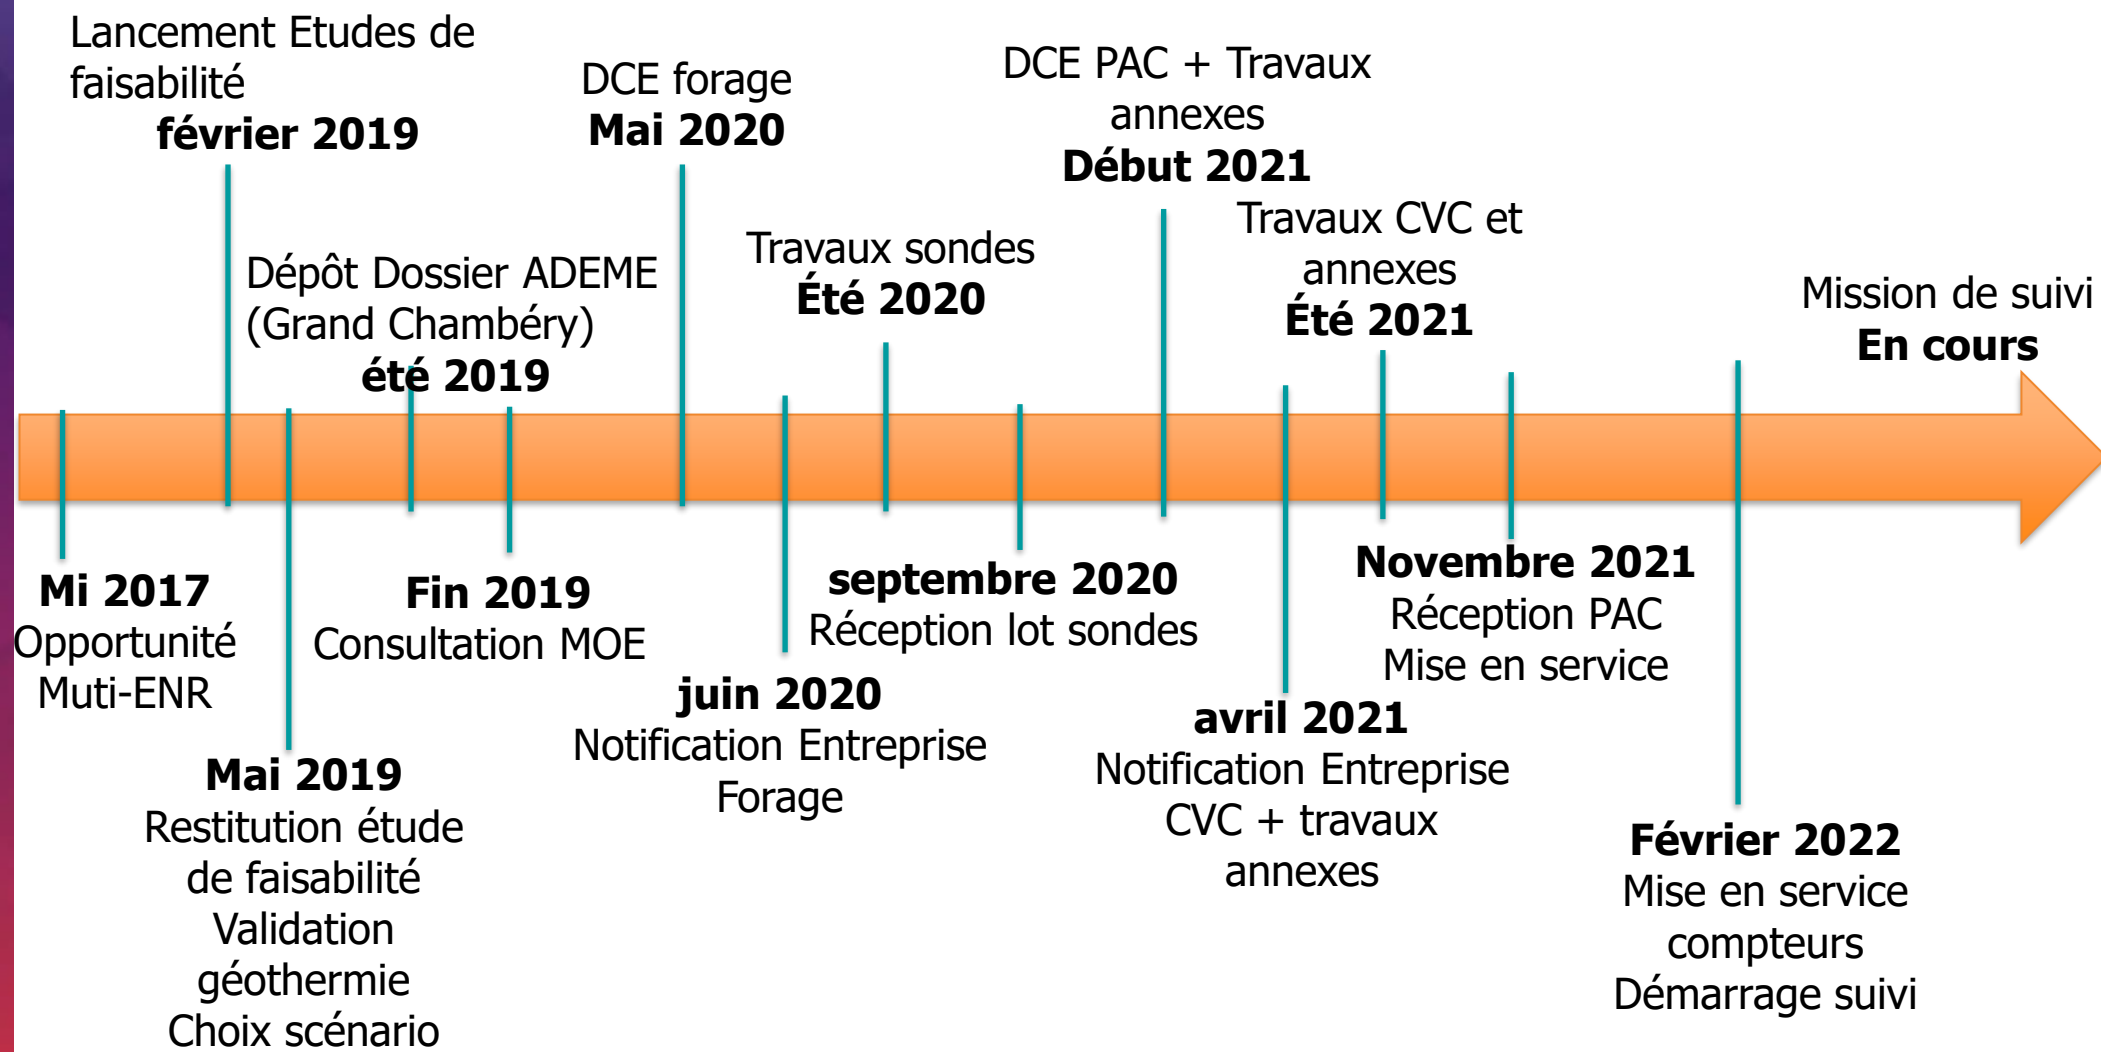 Lancement Etudes de
faisabilité
février 2019
DCE forage
Mai 2020
DCE PAC + Travaux
annexes
Début 2021
Dépôt Dossier ADEME
(Grand Chambéry)
été 2019
Travaux sondes
Été 2020
Travaux CVC et
annexes
Été 2021
Mission de suivi
En cours
Mi 2017
Opportunité
Muti-ENR
Mai 2019
Restitution étude
de faisabilité
Validation
géothermie
Choix scénario
Fin 2019
Consultation MOE
juin 2020
Notification Entreprise
Forage
septembre 2020
Réception lot sondes
avril 2021
Notification Entreprise
CVC + travaux
annexes
Novembre 2021
Réception PAC
Mise en service
Février 2022
Mise en service
compteurs
Démarrage suivi